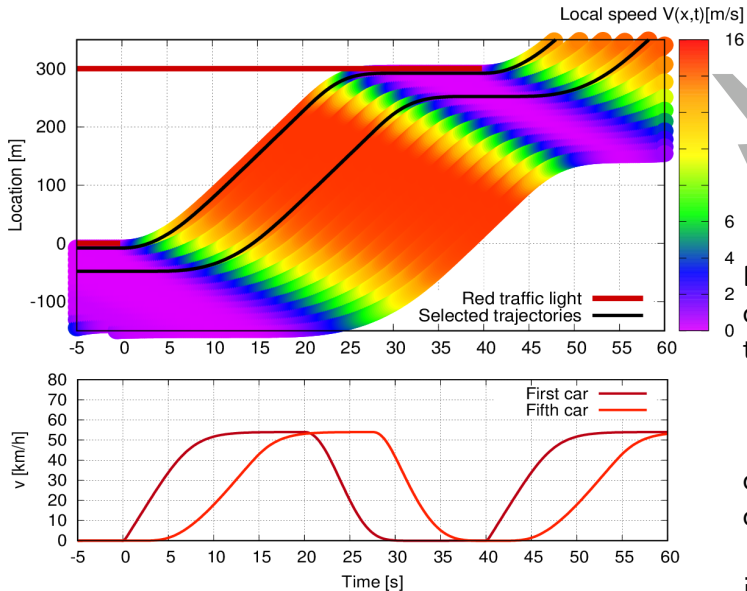 Local speed V(x,t)[m/s]
16
6
4
2
0
Location [m]
300
200
100
0
-100
Red traffic light
Selected trajectories
-5 0 5 10 15 20 25 30 35 40 45 50 55 60
v [km/h]
80
70
60
50
40
30
20
10
0
First car
Fifth car
-5 0 5 10 15 20 25 30 35 40 45 50 55 60
Time [s]